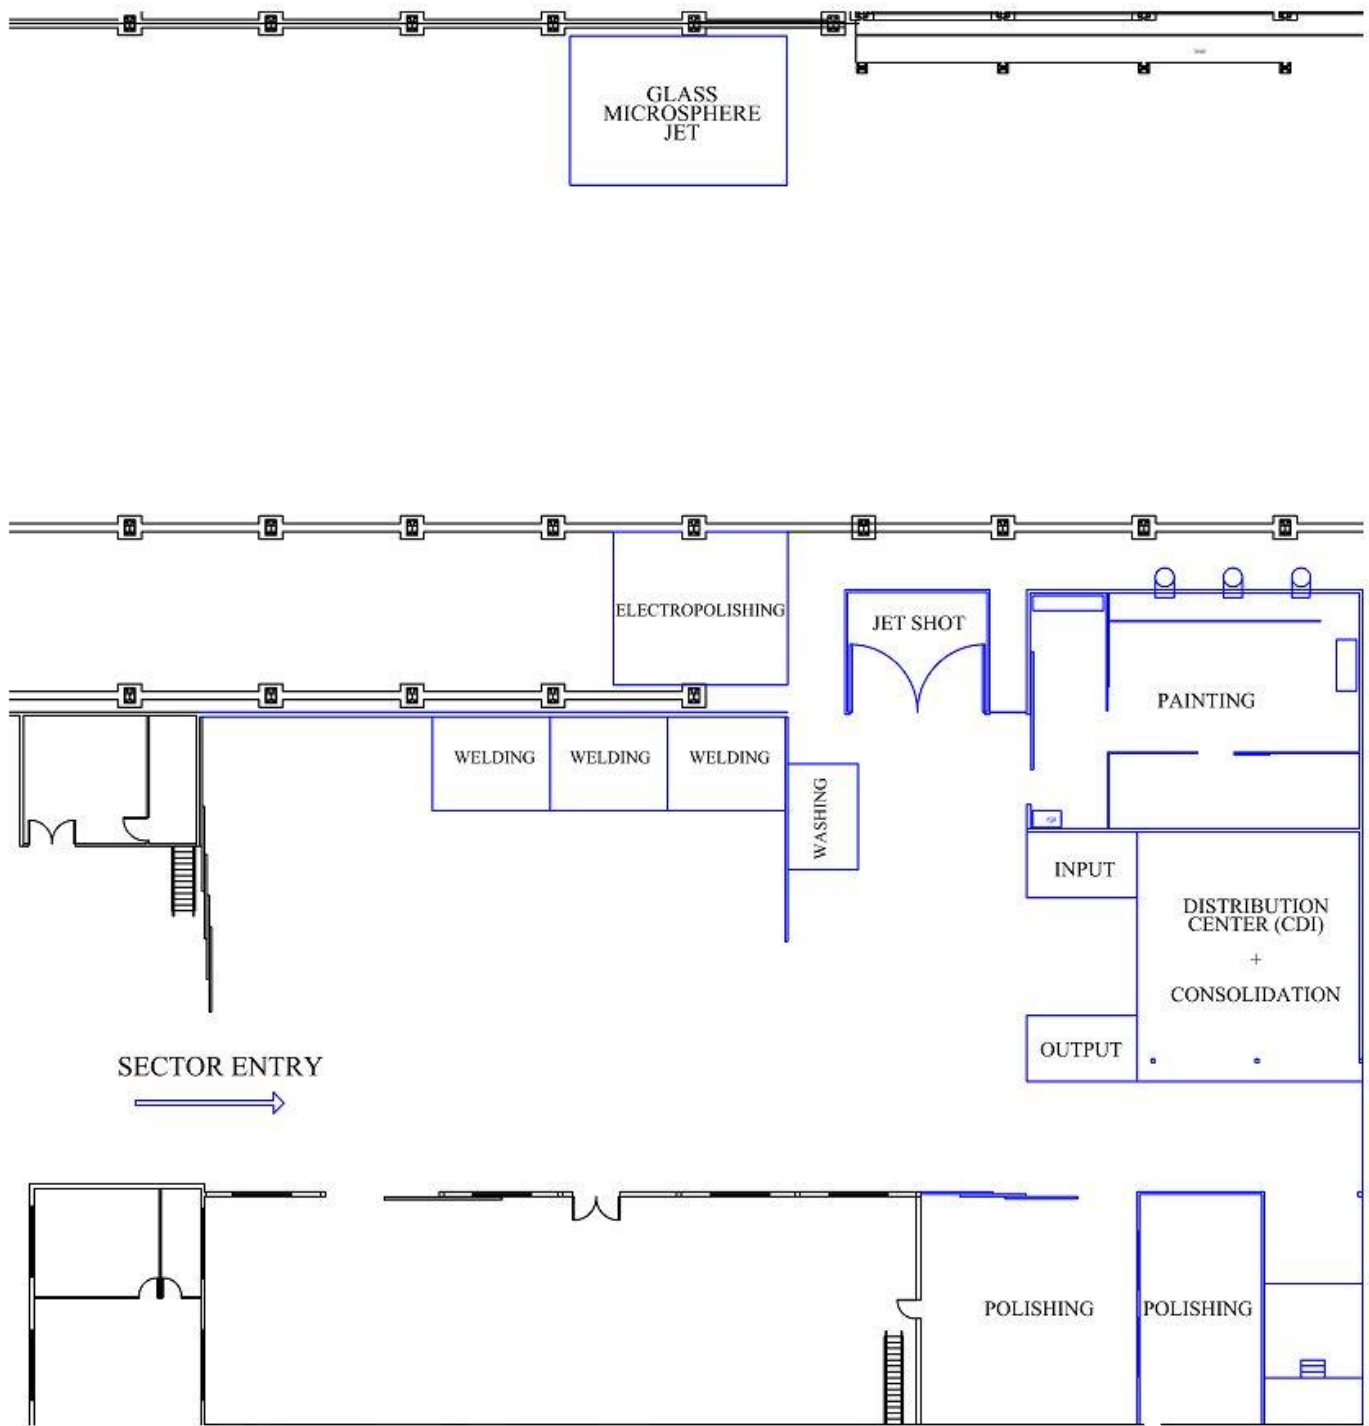 GLASS
MICROSPHERE
JET
ELECTROPOLISHING
JET SHOT
PAINTING
WELDING
WELDING
WELDING
WASHING
INPUT
DISTRIBUTION
CENTER (CDI)
+
CONSOLIDATION
OUTPUT
SECTOR ENTRY
POLISHING
POLISHING